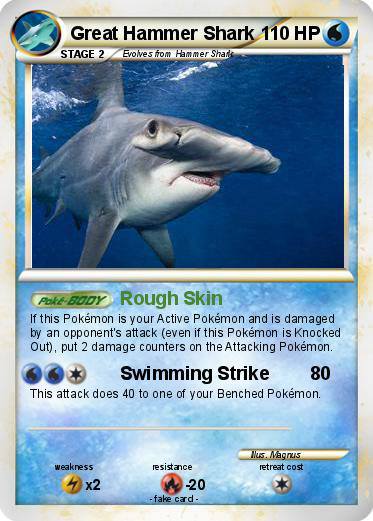 Great Hammer Shark 110 HP
STAGE 2 Evolves from Hammer Shark
Poké-BODY Rough Skin
If this Pokémon is your Active Pokémon and is damaged
by an opponent's attack (even if this Pokémon is Knocked
Out), put 2 damage counters on the Attacking Pokémon.
Swimming Strike 80
This attack does 40 to one of your Benched Pokémon.
Illus. Magnus
weakness resistance retreat cost
x2 -20
- fake card -